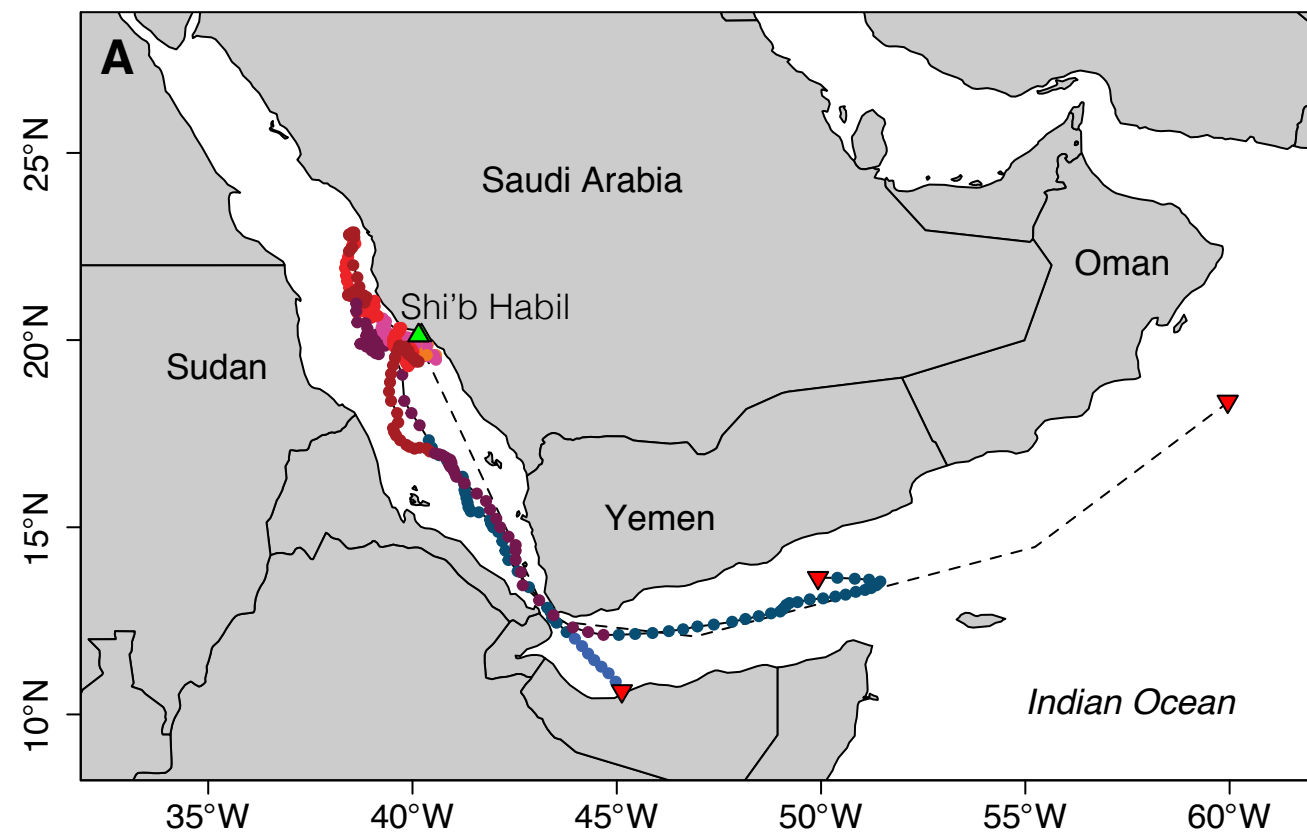 A
25°N
20°N
15°N
10°N
Saudi Arabia
Oman
Shi'b Habil
Sudan
Yemen
Indian Ocean
35°W
40°W
45°W
50°W
55°W
60°W